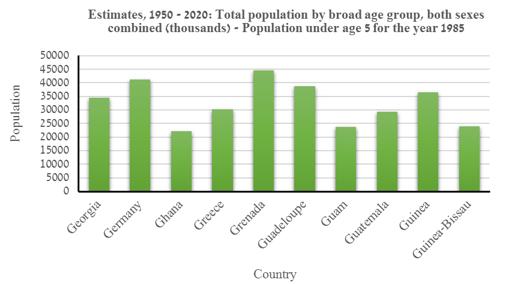 Estimates, 1950 - 2020: Total population by broad age group, both sexes
combined (thousands) - Population under age 5 for the year 1985
Population
50000
45000
40000
35000
30000
25000
20000
15000
10000
5000
0
Georgia
Germany
Ghana
Greece
Grenada
Guadeloupe
Guam
Guatemala
Guinea
Guinea-Bissau
Country